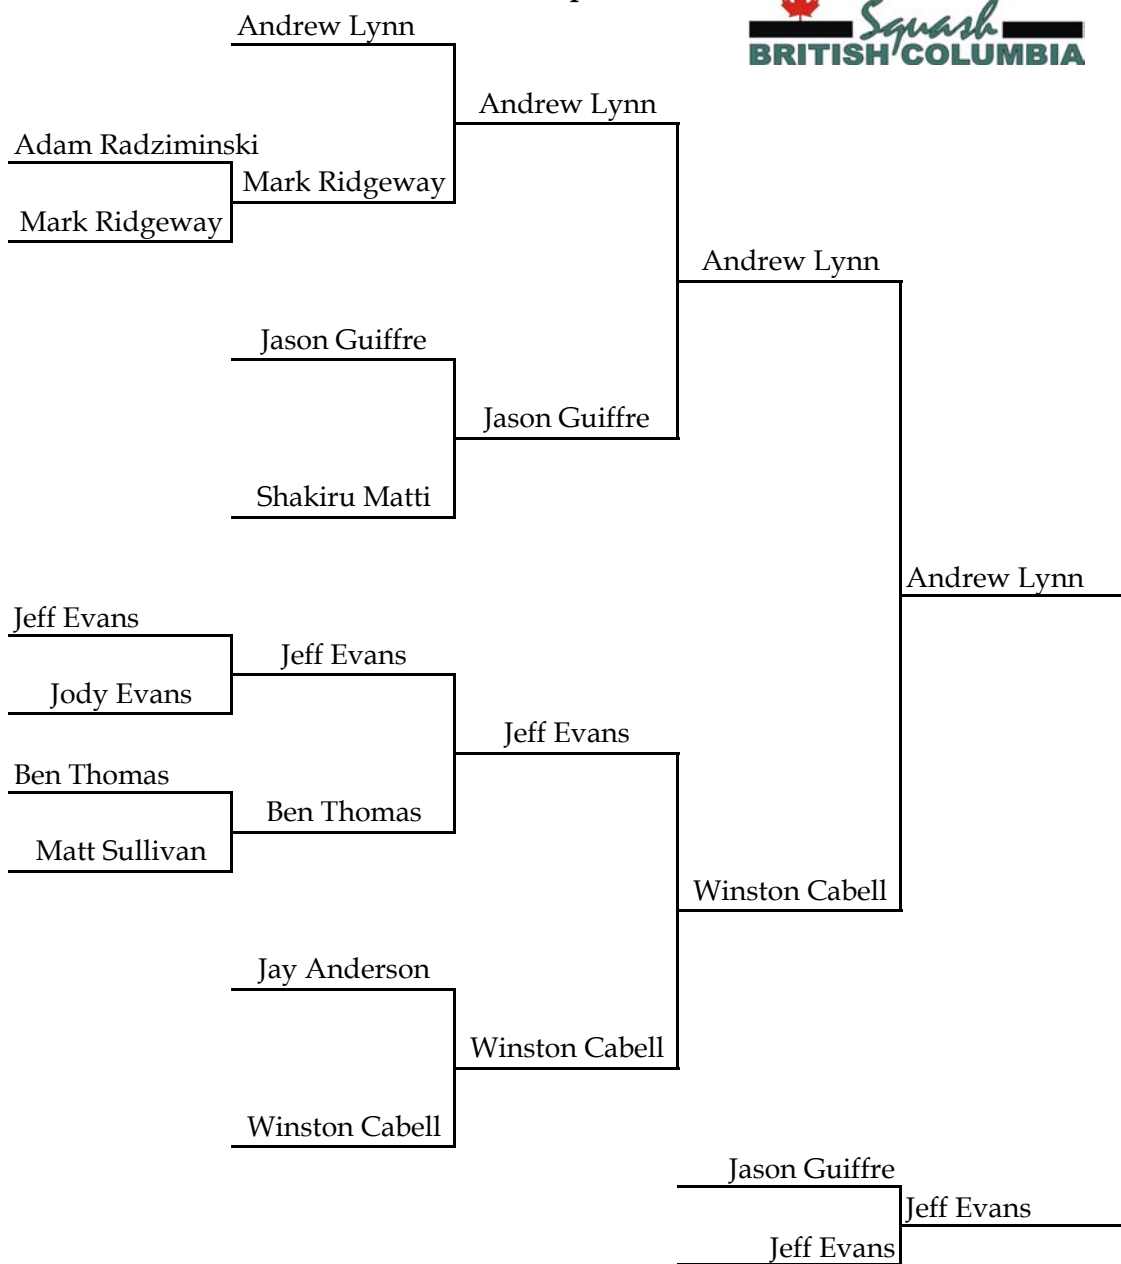 Squash
BRITISH COLUMBIA
Andrew Lynn
Andrew Lynn
Adam Radziminski
Mark Ridgeway
Mark Ridgeway
Andrew Lynn
Jason Guiffre
Jason Guiffre
Shakiru Matti
Andrew Lynn
Jeff Evans
Jeff Evans
Jody Evans
Jeff Evans
Ben Thomas
Ben Thomas
Matt Sullivan
Winston Cabell
Jay Anderson
Winston Cabell
Winston Cabell
Jason Guiffre
Jeff Evans
Jeff Evans